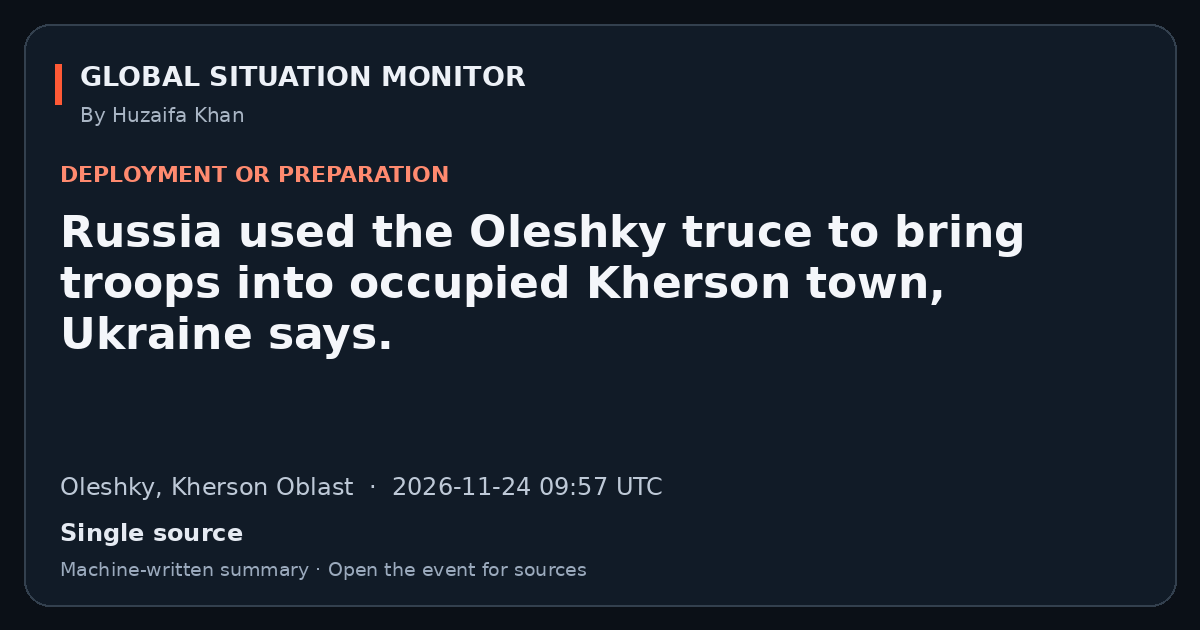 GLOBAL SITUATION MONITOR
By Huzaifa Khan
DEPLOYMENT OR PREPARATION
Russia used the Oleshky truce to bring
troops into occupied Kherson town,
Ukraine says.
Oleshky, Kherson Oblast · 2026-11-24 09:57 UTC
Single source
Machine-written summary · Open the event for sources